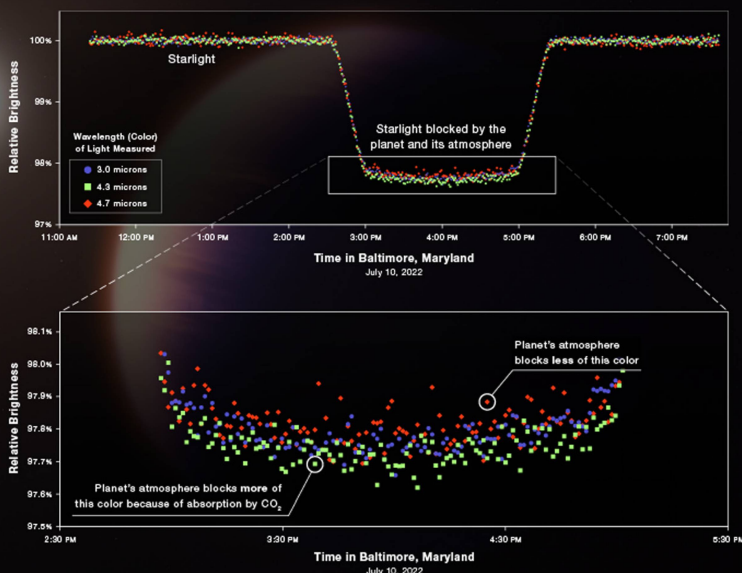 100%
99%
98%
97%
Relative Brightness
Starlight
Wavelength (Color)
of Light Measured
3.0 microns
4.3 microns
4.7 microns
Starlight blocked by the
planet and its atmosphere
11:00 AM
12:00 PM
1:00 PM
2:00 PM
3:00 PM
4:00 PM
5:00 PM
6:00 PM
7:00 PM
Time in Baltimore, Maryland
July 10, 2022
98.1%
98.0%
97.9%
97.8%
97.7%
97.6%
97.5%
Relative Brightness
Planet's atmosphere
blocks less of this color
Planet's atmosphere blocks more of
this color because of absorption by CO₂
2:30 PM
3:30 PM
4:30 PM
5:30 PM
Time in Baltimore, Maryland
July 10, 2022